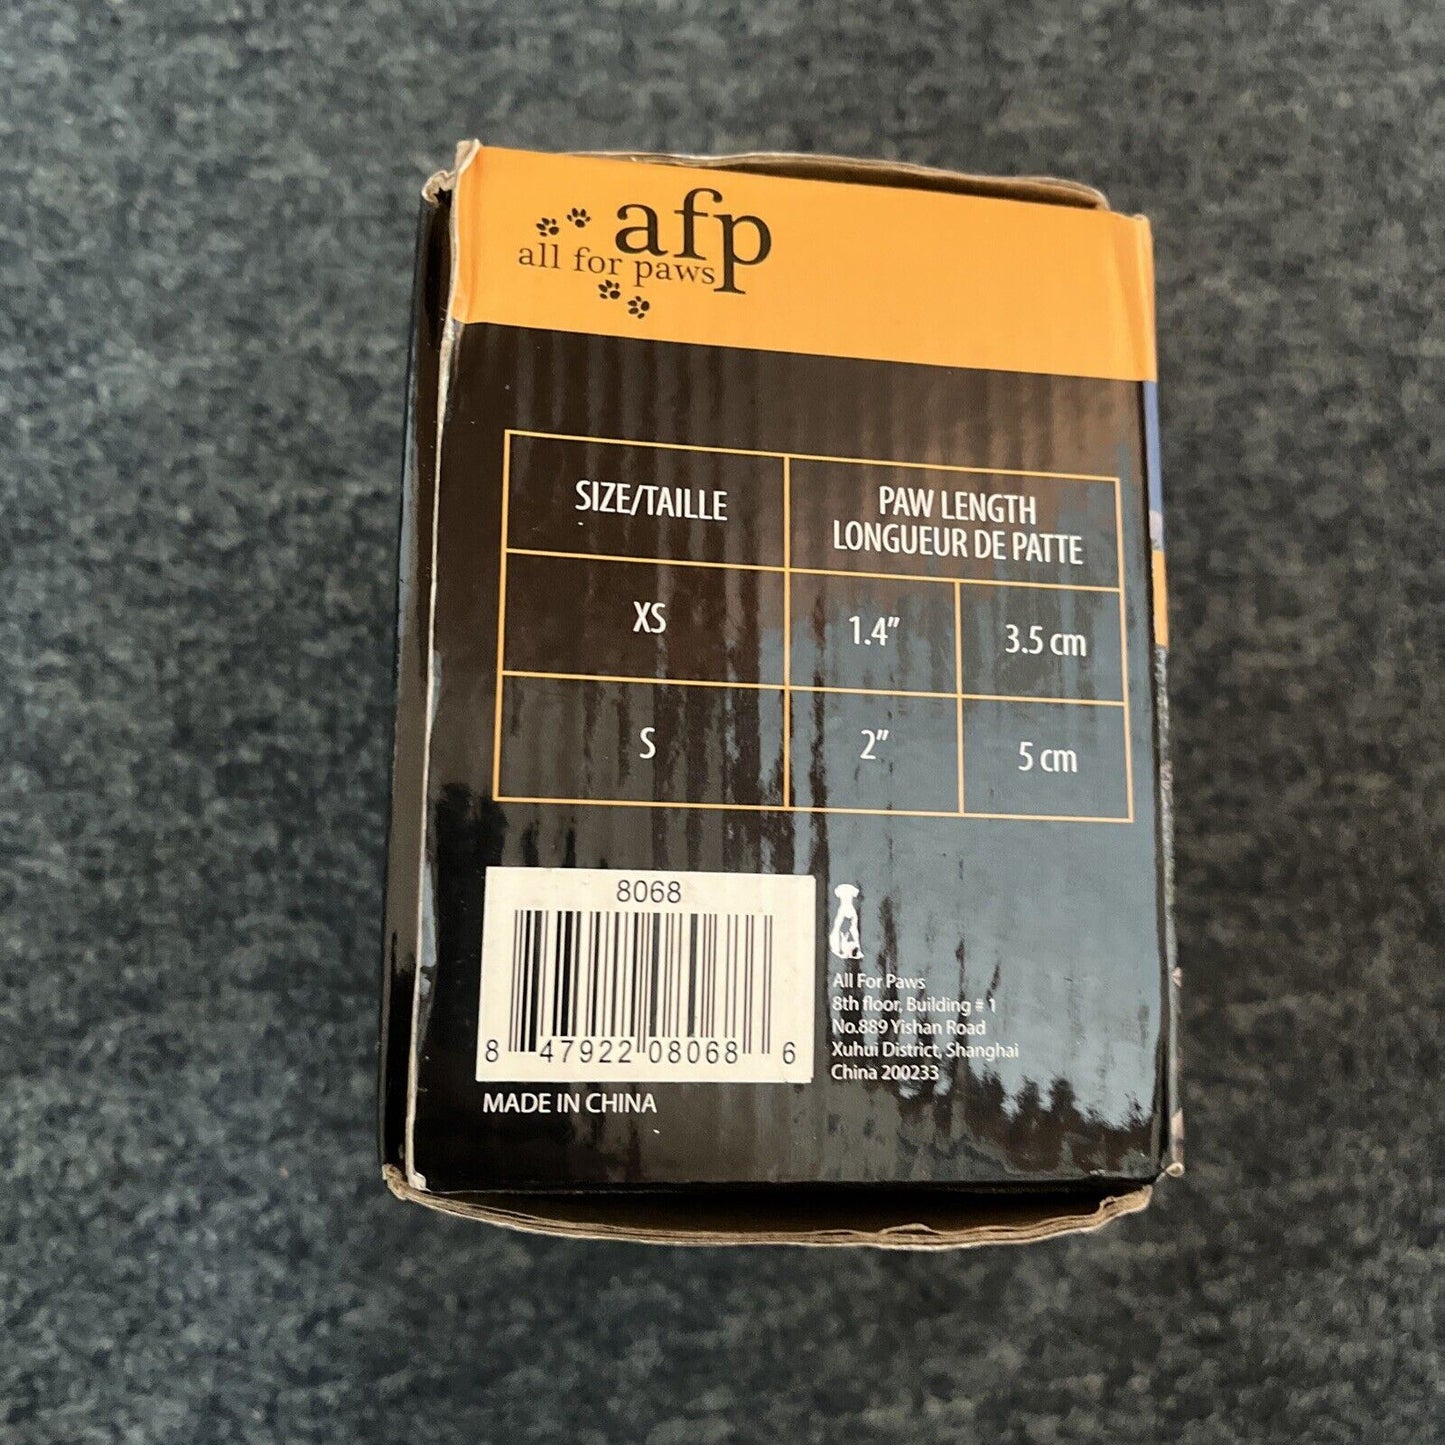 afp
all for paws
SIZE/TAILLE
PAW LENGTH
LONGUEUR DE PATTE
XS
1.4"
3.5 cm
S
2"
5 cm
8068
8 47922 08068 6
MADE IN CHINA
All For Paws
8th floor, Building # 1
No.889 Yishan Road
Xuhui District, Shanghai
China 200233